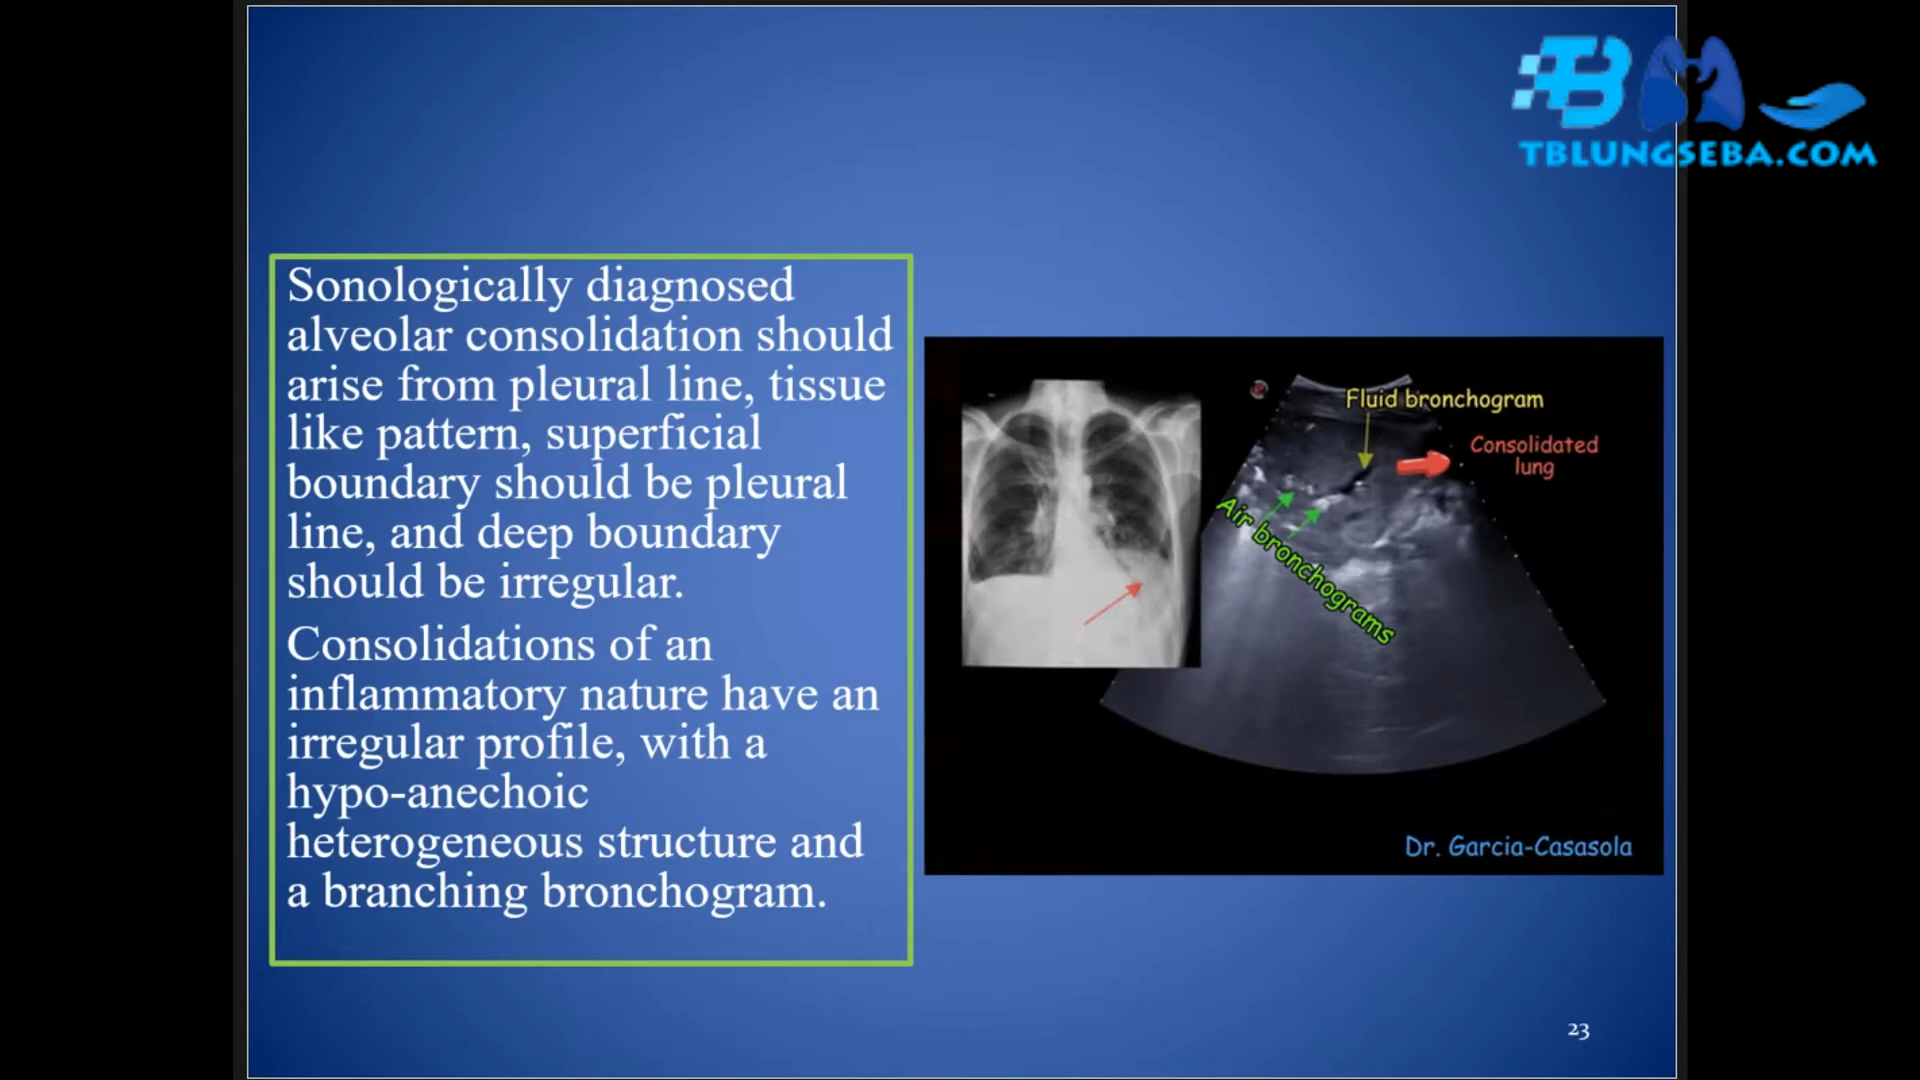 TB
TBLUNGSEBA.COM
Sonologically diagnosed
alveolar consolidation should
arise from pleural line, tissue
like pattern, superficial
boundary should be pleural
line, and deep boundary
should be irregular.
Consolidations of an
inflammatory nature have an
irregular profile, with a
hypo-anechoic
heterogeneous structure and
a branching bronchogram.
Fluid bronchogram
Consolidated
lung
Air bronchograms
Dr. Garcia-Casasola
23